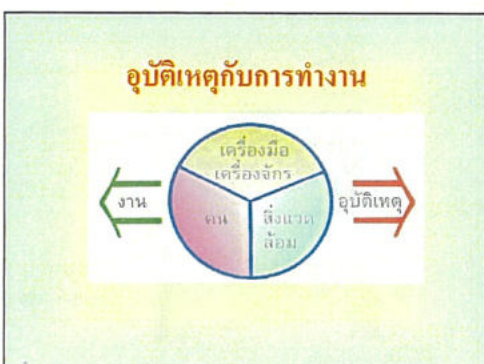 อุบัติเหตุกับการทำงาน
เครื่องมือ
เครื่องจักร
งาน
คน
สิ่งแวด
ล้อม
อุบัติเหตุ